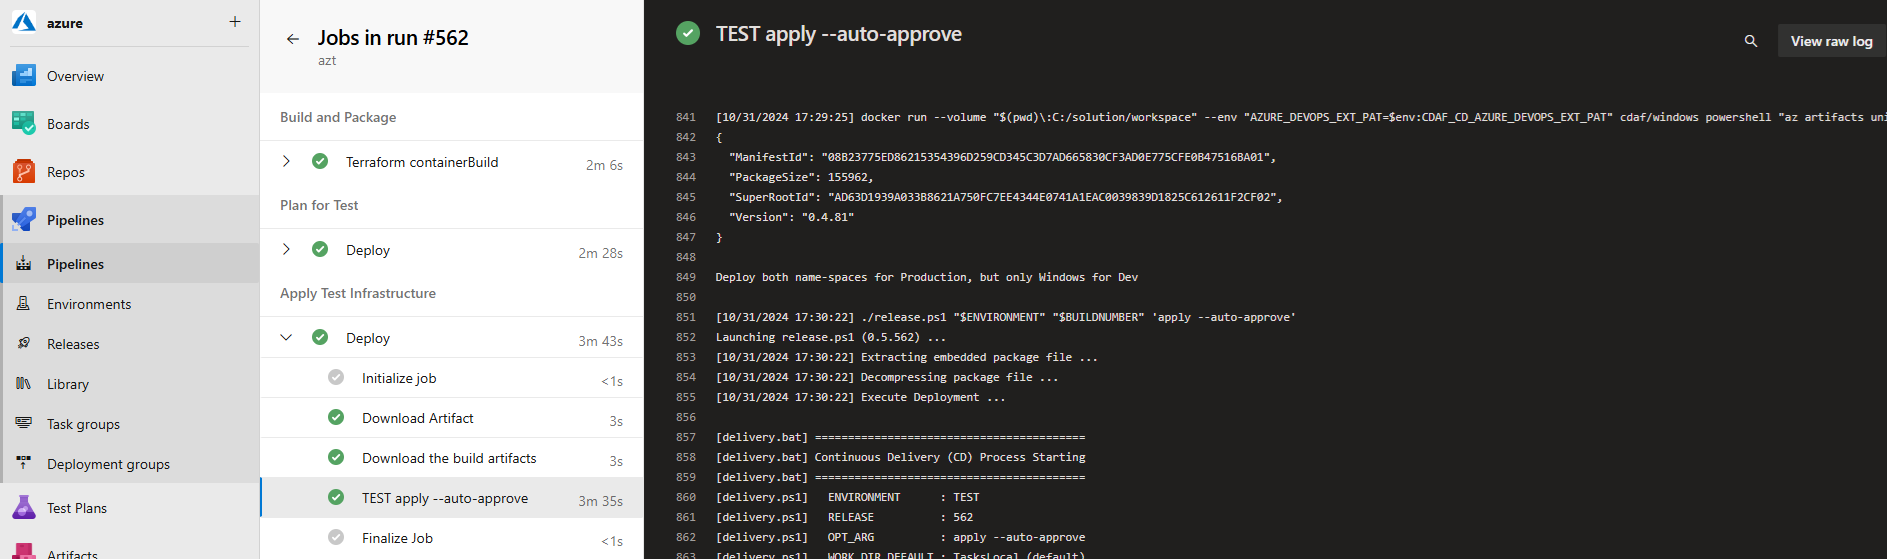 azure
+
Overview
Boards
Repos
Pipelines
Pipelines
Environments
Releases
Library
Task groups
Deployment groups
Test Plans
Artifacts
Jobs in run #562
azt
Build and Package
Terraform containerBuild 2m 6s
Plan for Test
Deploy 2m 28s
Apply Test Infrastructure
Deploy 3m 43s
Initialize job <1s
Download Artifact 3s
Download the build artifacts 3s
TEST apply --auto-approve 3m 35s
Finalize Job <1s
TEST apply --auto-approve
View raw log
841 [10/31/2024 17:29:25] docker run --volume "$(pwd)\:C:/solution/workspace" --env "AZURE_DEVOPS_EXT_PAT=$env:CDAF_CD_AZURE_DEVOPS_EXT_PAT" cdaf/windows powershell "az artifacts uni
842 {
843 "ManifestId": "08B23775ED86215354396D259CD345C3D7AD665830CF3AD0E775CFE0B47516BA01",
844 "PackageSize": 155962,
845 "SuperRootId": "AD63D1939A033B8621A750FC7EE4344E0741A1EAC0039839D1825C612611F2CF02",
846 "Version": "0.4.81"
847 }
848
849 Deploy both name-spaces for Production, but only Windows for Dev
850
851 [10/31/2024 17:30:22] ./release.ps1 "$ENVIRONMENT" "$BUILDNUMBER" 'apply --auto-approve'
852 Launching release.ps1 (0.5.562) ...
853 [10/31/2024 17:30:22] Extracting embedded package file ...
854 [10/31/2024 17:30:22] Decompressing package file ...
855 [10/31/2024 17:30:22] Execute Deployment ...
856
857 [delivery.bat] =========================================
858 [delivery.bat] Continuous Delivery (CD) Process Starting
859 [delivery.bat] =========================================
860 [delivery.ps1] ENVIRONMENT : TEST
861 [delivery.ps1] RELEASE : 562
862 [delivery.ps1] OPT_ARG : apply --auto-approve
863 [delivery.ps1] WORK_DIR_DEFAULT : TasksLocal (default)